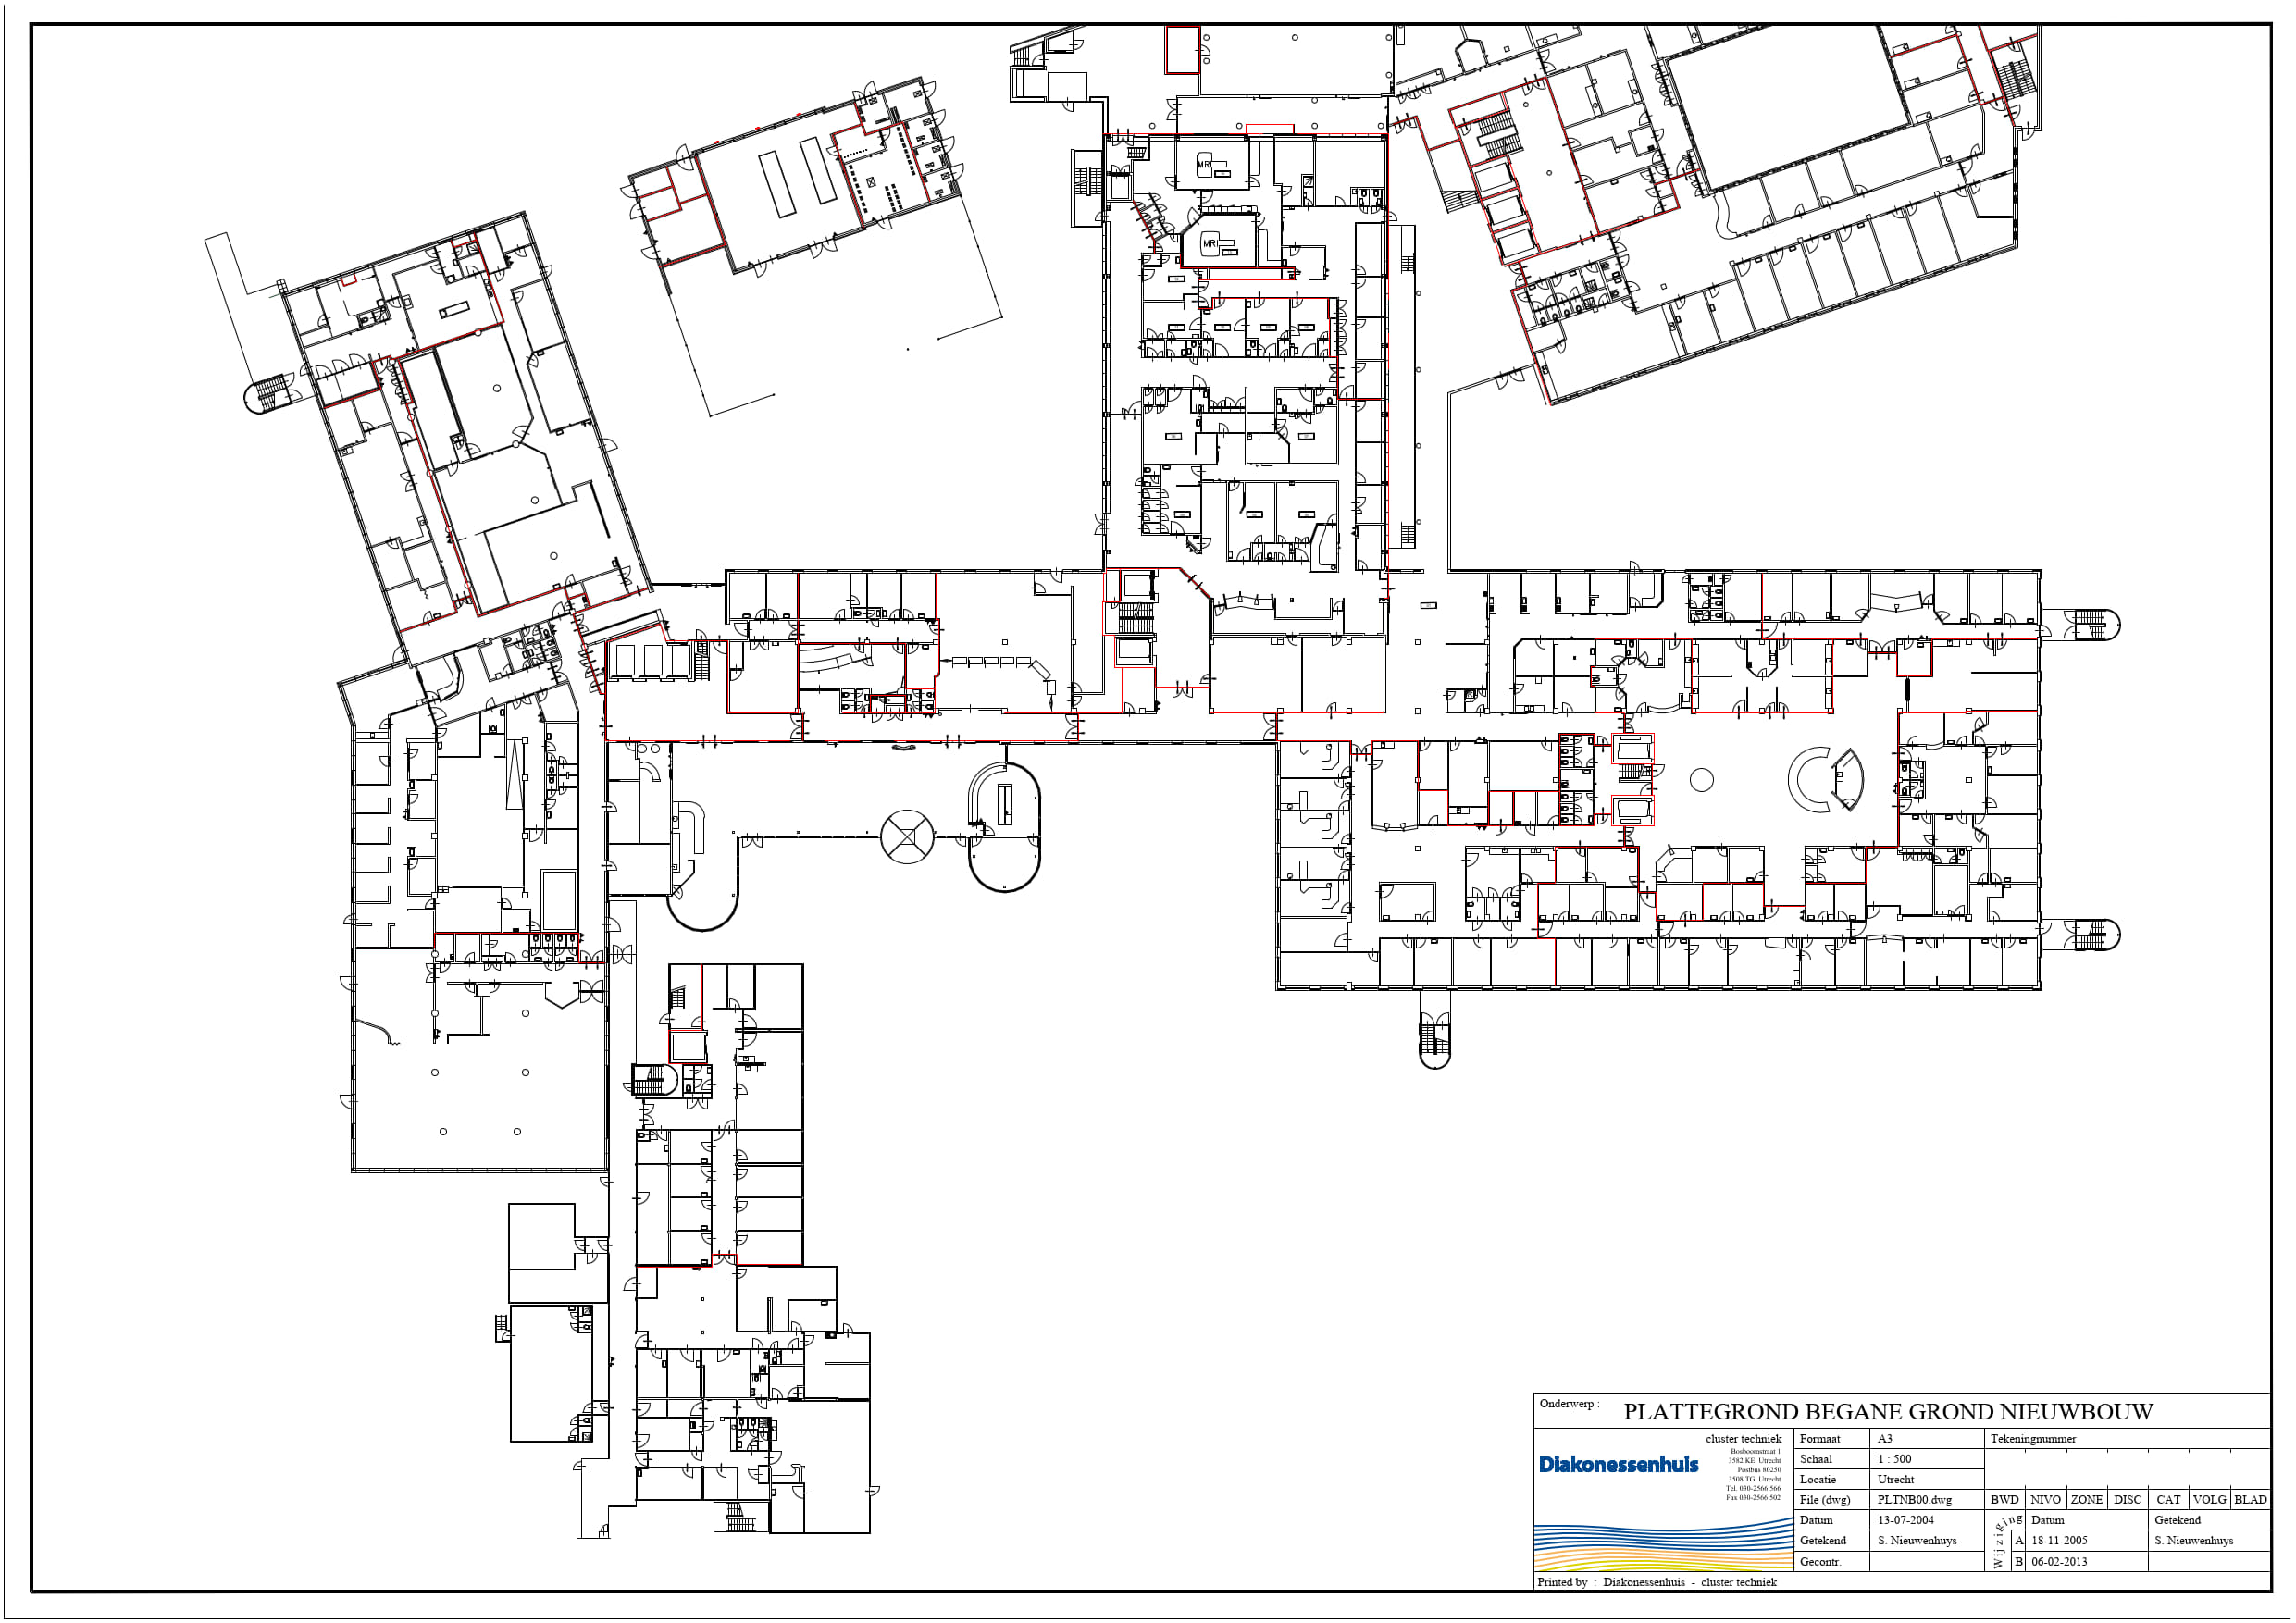 MRI
MRI
Onderwerp :
PLATTEGROND BEGANE GROND NIEUWBOUW
Diakonessenhuis
cluster techniek
Bosboomstraat 1
3582 KE Utrecht
Postbus 80250
3508 TG Utrecht
Tel. 030-2566 566
Fax 030-2566 502
Formaat A3
Schaal 1 : 500
Locatie Utrecht
File (dwg) PLTNB00.dwg
Datum 13-07-2004
Getekend S. Nieuwenhuys
Gecontr.
Tekeningnummer
BWD NIVO ZONE DISC CAT VOLG BLAD
Wijziging
Datum Getekend
A 18-11-2005 S. Nieuwenhuys
B 06-02-2013
Printed by : Diakonessenhuis - cluster techniek